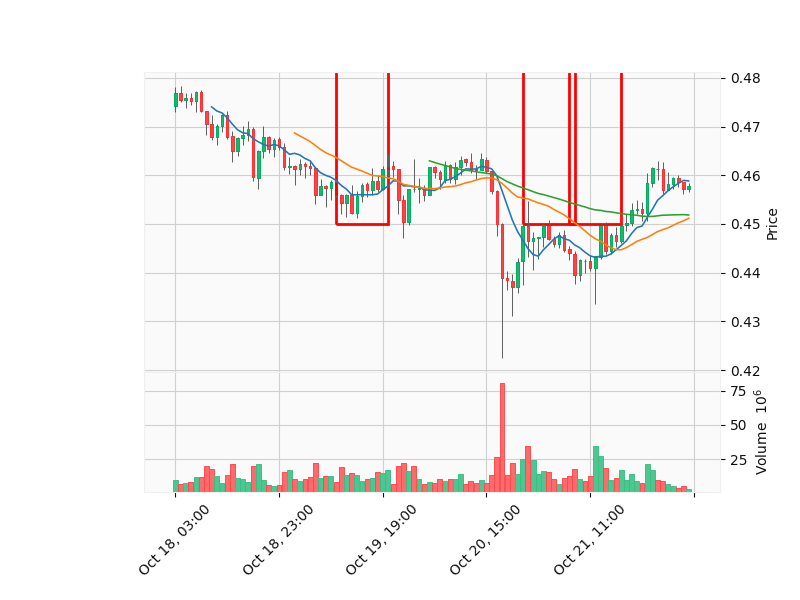 0.48
0.47
0.46
0.45
0.44
0.43
0.42
Price
75
50
25
Volume 10^6
Oct 18, 03:00
Oct 18, 23:00
Oct 19, 19:00
Oct 20, 15:00
Oct 21, 11:00